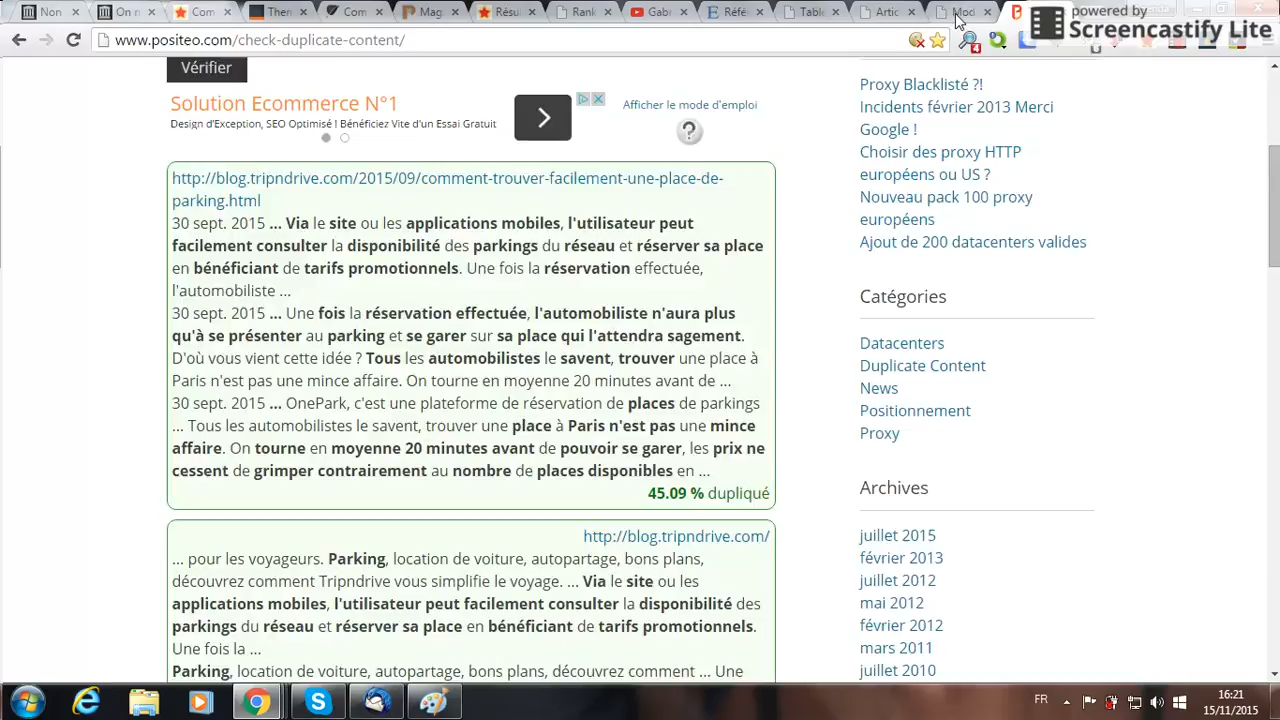 Non
On n
Com
Them
Com
Mag
Résu
Rank
Gabr
Réfé
Table
Artic
Mod
powered by
Screencastify Lite
www.positeo.com/check-duplicate-content/
4
Vérifier
Solution Ecommerce N°1
Design d'Exception, SEO Optimisé ! Bénéficiez Vite d'un Essai Gratuit
Afficher le mode d'emploi
?
http://blog.tripndrive.com/2015/09/comment-trouver-facilement-une-place-de-
parking.html
30 sept. 2015 ... Via le site ou les applications mobiles, l'utilisateur peut
facilement consulter la disponibilité des parkings du réseau et réserver sa place
en bénéficiant de tarifs promotionnels. Une fois la réservation effectuée,
l'automobiliste ...
30 sept. 2015 ... Une fois la réservation effectuée, l'automobiliste n'aura plus
qu'à se présenter au parking et se garer sur sa place qui l'attendra sagement.
D'où vous vient cette idée ? Tous les automobilistes le savent, trouver une place à
Paris n'est pas une mince affaire. On tourne en moyenne 20 minutes avant de ...
30 sept. 2015 ... OnePark, c'est une plateforme de réservation de places de parkings
... Tous les automobilistes le savent, trouver une place à Paris n'est pas une mince
affaire. On tourne en moyenne 20 minutes avant de pouvoir se garer, les prix ne
cessent de grimper contrairement au nombre de places disponibles en ...
45.09 % dupliqué
http://blog.tripndrive.com/
... pour les voyageurs. Parking, location de voiture, autopartage, bons plans,
découvrez comment Tripndrive vous simplifie le voyage. ... Via le site ou les
applications mobiles, l'utilisateur peut facilement consulter la disponibilité des
parkings du réseau et réserver sa place en bénéficiant de tarifs promotionnels.
Une fois la ...
Parking, location de voiture, autopartage, bons plans, découvrez comment ... Une
Proxy Blacklisté ?!
Incidents février 2013 Merci
Google !
Choisir des proxy HTTP
européens ou US ?
Nouveau pack 100 proxy
européens
Ajout de 200 datacenters valides
Catégories
Datacenters
Duplicate Content
News
Positionnement
Proxy
Archives
juillet 2015
février 2013
juillet 2012
mai 2012
février 2012
mars 2011
juillet 2010
FR
16:21
15/11/2015